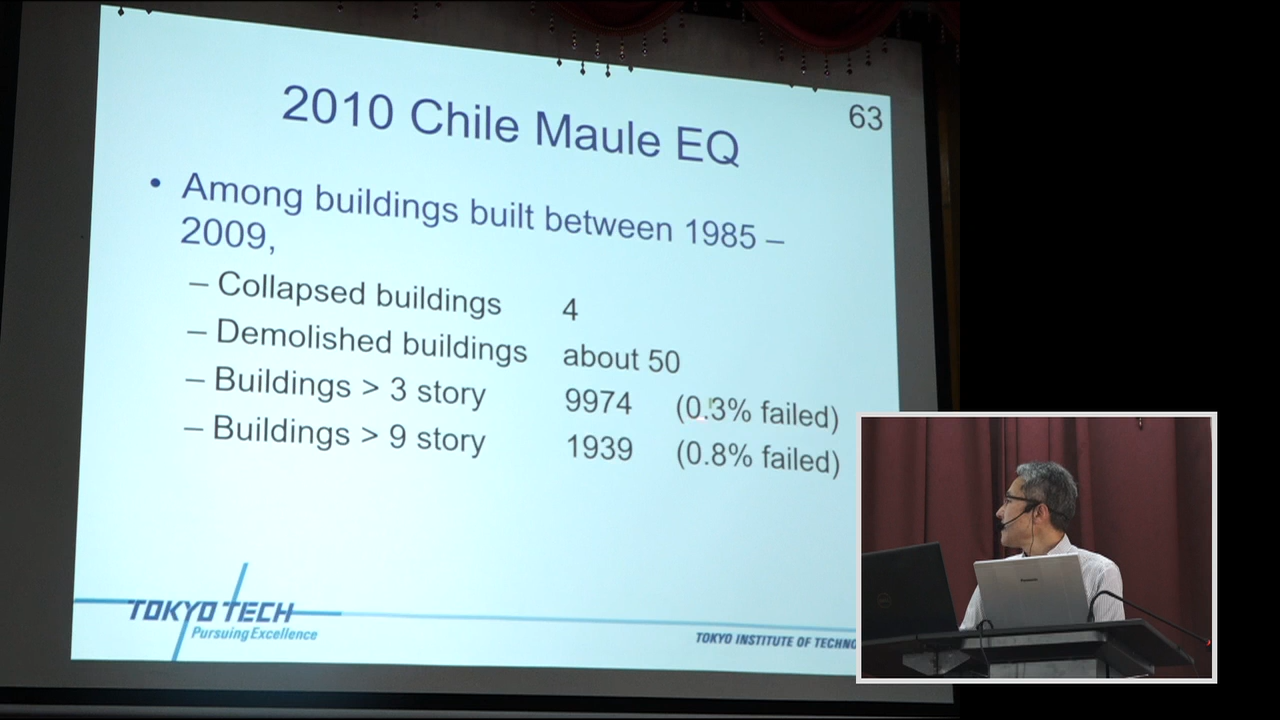 63
2010 Chile Maule EQ
• Among buildings built between 1985 –
2009,
– Collapsed buildings 4
– Demolished buildings about 50
– Buildings > 3 story 9974 (0.3% failed)
– Buildings > 9 story 1939 (0.8% failed)
TOKYO TECH
Pursuing Excellence
TOKYO INSTITUTE OF TECHNO